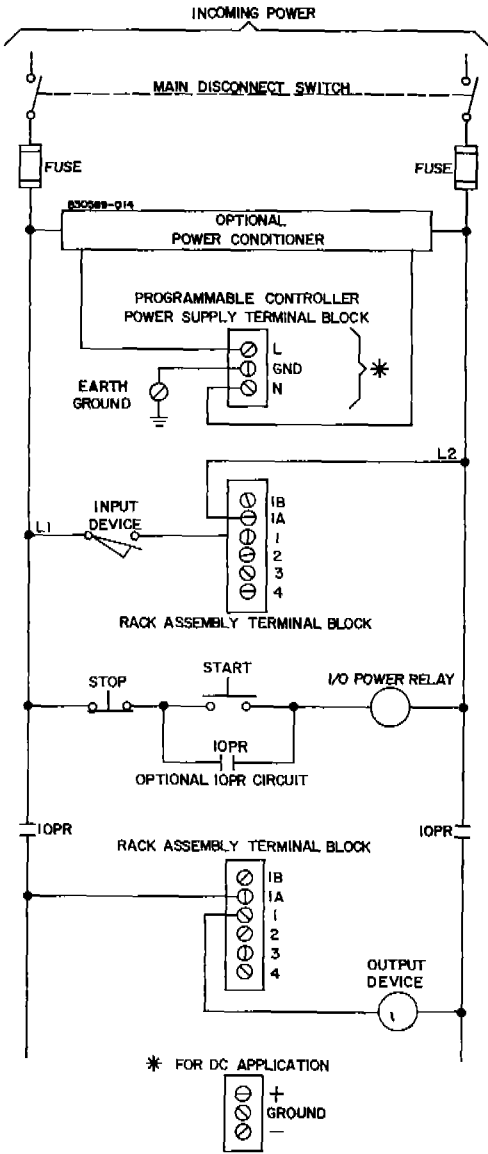 INCOMING POWER
MAIN DISCONNECT SWITCH
FUSE
FUSE
B30589-014
OPTIONAL
POWER CONDITIONER
PROGRAMMABLE CONTROLLER
POWER SUPPLY TERMINAL BLOCK
L
GND
N
*
EARTH
GROUND
L2
1B
1A
1
2
3
4
INPUT
DEVICE
L1
RACK ASSEMBLY TERMINAL BLOCK
STOP
START
I/O POWER RELAY
IOPR
OPTIONAL IOPR CIRCUIT
IOPR
IOPR
RACK ASSEMBLY TERMINAL BLOCK
1B
1A
1
2
3
4
OUTPUT
DEVICE
* FOR DC APPLICATION
+
GROUND
-